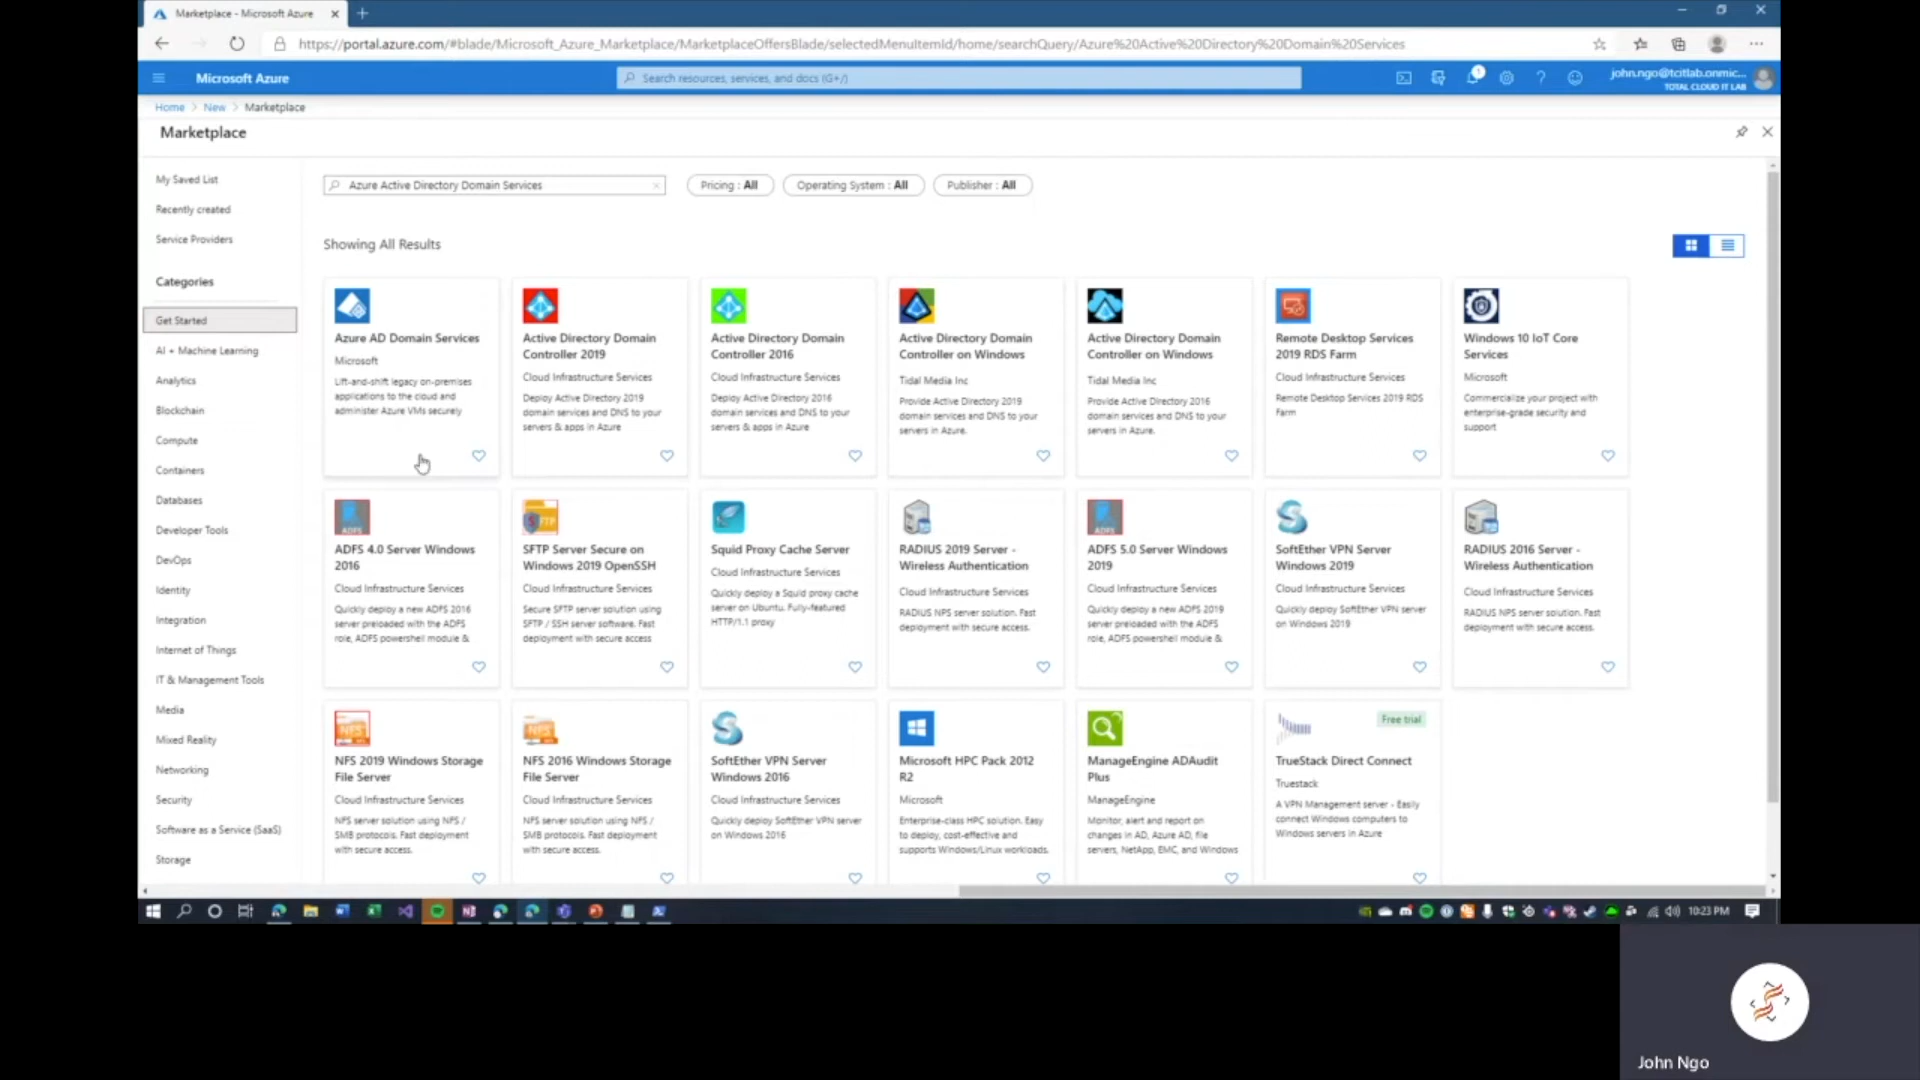 Marketplace - Microsoft Azure
https://portal.azure.com/#blade/Microsoft_Azure_Marketplace/MarketplaceOffersBlade/selectedMenuItemId/home/searchQuery/Azure%20Active%20Directory%20Domain%20Services
Microsoft Azure
Search resources, services, and docs (G+/)
1
john.ngo@tcitlab.onmic...
TOTAL CLOUD IT LAB
Home > New > Marketplace
Marketplace
My Saved List
Recently created
Service Providers
Categories
Get Started
AI + Machine Learning
Analytics
Blockchain
Compute
Containers
Databases
Developer Tools
DevOps
Identity
Integration
Internet of Things
IT & Management Tools
Media
Mixed Reality
Networking
Security
Software as a Service (SaaS)
Storage
Azure Active Directory Domain Services
Pricing : All
Operating System : All
Publisher : All
Showing All Results
Azure AD Domain Services
Microsoft
Lift-and-shift legacy on-premises
applications to the cloud and
administer Azure VMs securely
Active Directory Domain
Controller 2019
Cloud Infrastructure Services
Deploy Active Directory 2019
domain services and DNS to your
servers & apps in Azure
Active Directory Domain
Controller 2016
Cloud Infrastructure Services
Deploy Active Directory 2016
domain services and DNS to your
servers & apps in Azure
Active Directory Domain
Controller on Windows
Tidal Media Inc
Provide Active Directory 2019
domain services and DNS to your
servers in Azure.
Active Directory Domain
Controller on Windows
Tidal Media Inc
Provide Active Directory 2016
domain services and DNS to your
servers in Azure.
Remote Desktop Services
2019 RDS Farm
Cloud Infrastructure Services
Remote Desktop Services 2019 RDS
Farm
Windows 10 IoT Core
Services
Microsoft
Commercialize your project with
enterprise-grade security and
support
ADFS
ADFS 4.0 Server Windows
2016
Cloud Infrastructure Services
Quickly deploy a new ADFS 2016
server preloaded with the ADFS
role, ADFS powershell module &
SFTP
SFTP Server Secure on
Windows 2019 OpenSSH
Cloud Infrastructure Services
Secure SFTP server solution using
SFTP / SSH server software. Fast
deployment with secure access
Squid Proxy Cache Server
Cloud Infrastructure Services
Quickly deploy a Squid proxy cache
server on Ubuntu. Fully-featured
HTTP/1.1 proxy
RADIUS 2019 Server -
Wireless Authentication
Cloud Infrastructure Services
RADIUS NPS server solution. Fast
deployment with secure access.
ADFS
ADFS 5.0 Server Windows
2019
Cloud Infrastructure Services
Quickly deploy a new ADFS 2019
server preloaded with the ADFS
role, ADFS powershell module &
SoftEther VPN Server
Windows 2019
Cloud Infrastructure Services
Quickly deploy SoftEther VPN server
on Windows 2019
RADIUS 2016 Server -
Wireless Authentication
Cloud Infrastructure Services
RADIUS NPS server solution. Fast
deployment with secure access.
NFS
NFS 2019 Windows Storage
File Server
Cloud Infrastructure Services
NFS server solution using NFS /
SMB protocols. Fast deployment
with secure access.
NFS
NFS 2016 Windows Storage
File Server
Cloud Infrastructure Services
NFS server solution using NFS /
SMB protocols. Fast deployment
with secure access.
SoftEther VPN Server
Windows 2016
Cloud Infrastructure Services
Quickly deploy SoftEther VPN server
on Windows 2016
Microsoft HPC Pack 2012
R2
Microsoft
Enterprise-class HPC solution. Easy
to deploy, cost-effective and
supports Windows/Linux workloads.
ManageEngine ADAudit
Plus
ManageEngine
Monitor, alert and report on
changes in AD, Azure AD, file
servers, NetApp, EMC, and Windows
Free trial
TrueStack Direct Connect
Truestack
A VPN Management server - Easily
connect Windows computers to
Windows servers in Azure
10:23 PM
John Ngo